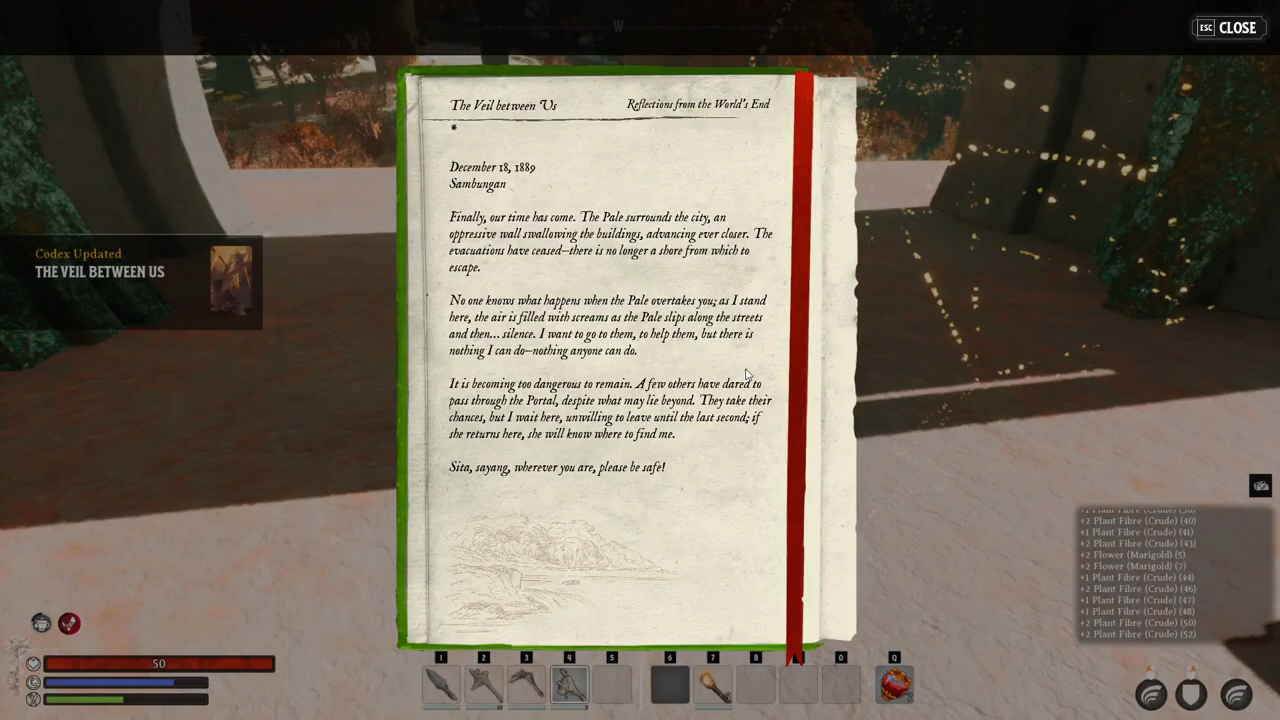 W
ESC CLOSE
The Veil between Us
Reflections from the World's End
December 18, 1889
Sambungan
Finally, our time has come. The Pale surrounds the city, an
oppressive wall swallowing the buildings, advancing ever closer. The
evacuations have ceased—there is no longer a shore from which to
escape.
No one knows what happens when the Pale overtakes you; as I stand
here, the air is filled with screams as the Pale slips along the streets
and then... silence. I want to go to them, to help them, but there is
nothing I can do—nothing anyone can do.
It is becoming too dangerous to remain. A few others have dared to
pass through the Portal, despite what may lie beyond. They take their
chances, but I wait here, unwilling to leave until the last second; if
she returns here, she will know where to find me.
Sita, sayang, wherever you are, please be safe!
Codex Updated
THE VEIL BETWEEN US
+1 Plant Fibre (Crude) (38)
+2 Plant Fibre (Crude) (40)
+1 Plant Fibre (Crude) (41)
+2 Plant Fibre (Crude) (43)
+2 Flower (Marigold) (5)
+2 Flower (Marigold) (7)
+1 Plant Fibre (Crude) (44)
+2 Plant Fibre (Crude) (46)
+1 Plant Fibre (Crude) (47)
+1 Plant Fibre (Crude) (48)
+2 Plant Fibre (Crude) (50)
+2 Plant Fibre (Crude) (52)
50
1 2 3 4 5 6 7 8 0 Q